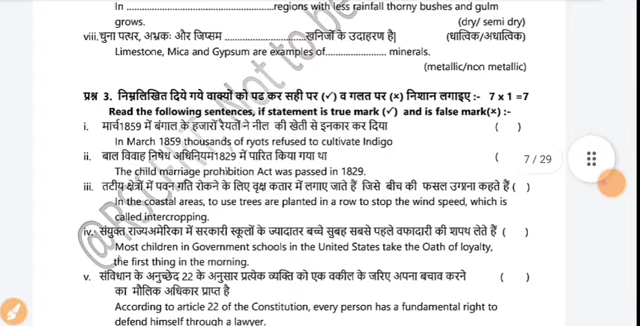 In ..............................................regions with less rainfall thorny bushes and gulm
grows. (dry/ semi dry)
viii.चुना पत्थर, अभ्रकः और जिप्सम ...........................खनिजों के उदाहरण है| (धात्विक/अधात्विक)
Limestone, Mica and Gypsum are examples of.................... minerals.
(metallic/non metallic)
प्रश्न 3. निम्नलिखित दिये गये वाक्यों को पढ कर सही पर (✓) व गलत पर (×) निशान लगाइए :- 7 x 1 =7
Read the following sentences, if statement is true mark (✓) and is false mark(×) :-
i. मार्च1859 में बंगाल के हजारों रैयतों ने नील की खेती से इनकार कर दिया ( )
In March 1859 thousands of ryots refused to cultivate Indigo
ii. बाल विवाह निषेध अधिनियम1829 में पारित किया गया था (
7 / 29
The child marriage prohibition Act was passed in 1829.
iii. तटीय क्षेत्रों में पवन गति रोकने के लिए वृक्ष कतार में लगाए जाते हैं जिसे बीच की फसल उगाना कहते हैं ( )
In the coastal areas, to use trees are planted in a row to stop the wind speed, which is
called intercropping.
iv. संयुक्त राज्यअमेरिका में सरकारी स्कूलों के ज्यादातर बच्चे सुबह सबसे पहले वफादारी की शपथ लेते हैं ( )
Most children in Government schools in the United States take the Oath of loyalty,
the first thing in the morning.
v. संविधान के अनुच्छेद 22 के अनुसार प्रत्येक व्यक्ति को एक वकील के जरिए अपना बचाव करने ( )
का मौलिक अधिकार प्राप्त है
According to article 22 of the Constitution, every person has a fundamental right to
defend himself through a lawyer.